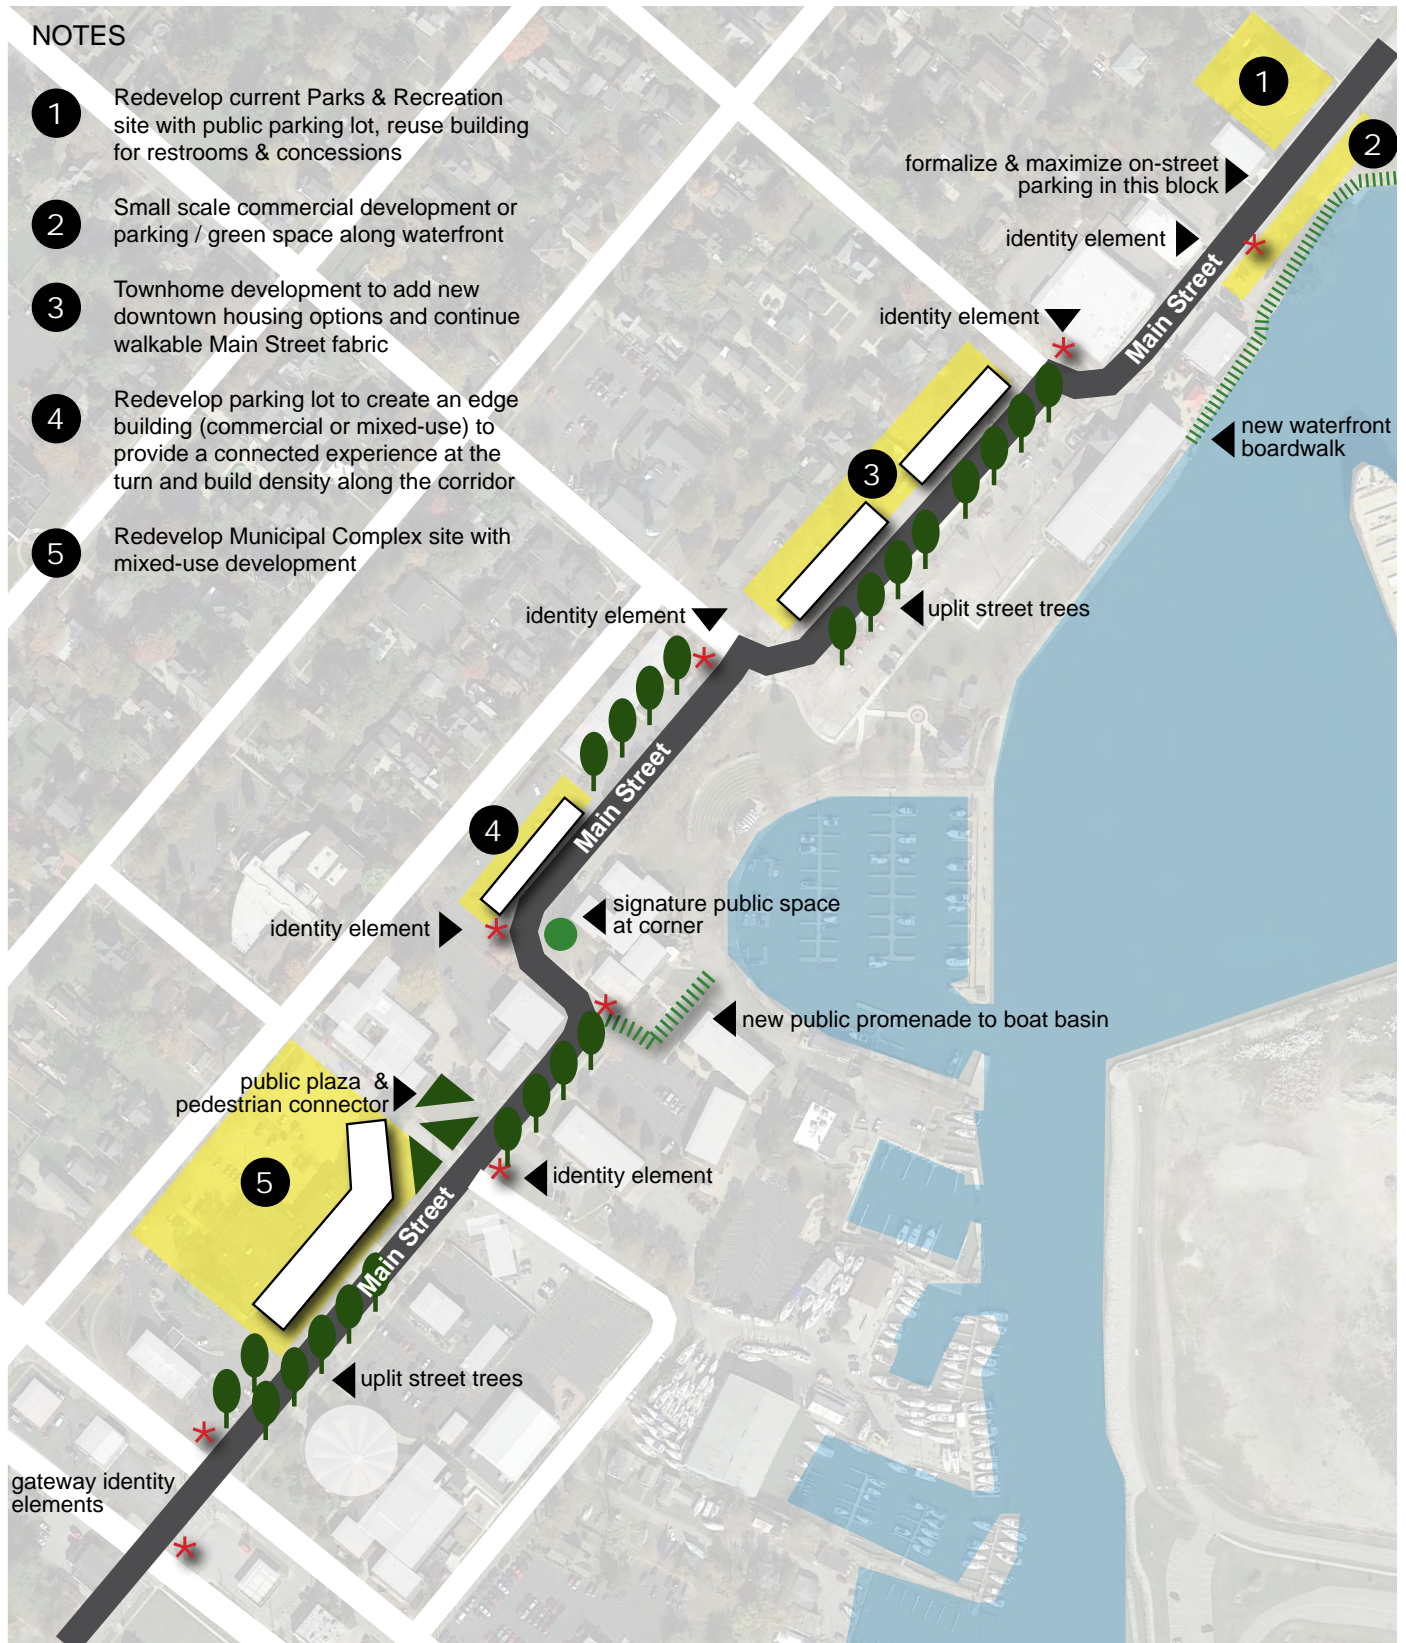 NOTES
1
Redevelop current Parks & Recreation
site with public parking lot, reuse building
for restrooms & concessions
2
Small scale commercial development or
parking / green space along waterfront
3
Townhome development to add new
downtown housing options and continue
walkable Main Street fabric
4
Redevelop parking lot to create an edge
building (commercial or mixed-use) to
provide a connected experience at the
turn and build density along the corridor
5
Redevelop Municipal Complex site with
mixed-use development
1
2
formalize & maximize on-street
parking in this block
identity element
Main Street
identity element
new waterfront
boardwalk
3
uplit street trees
identity element
Main Street
4
signature public space
at corner
identity element
new public promenade to boat basin
public plaza &
pedestrian connector
5
identity element
Main Street
uplit street trees
gateway identity
elements